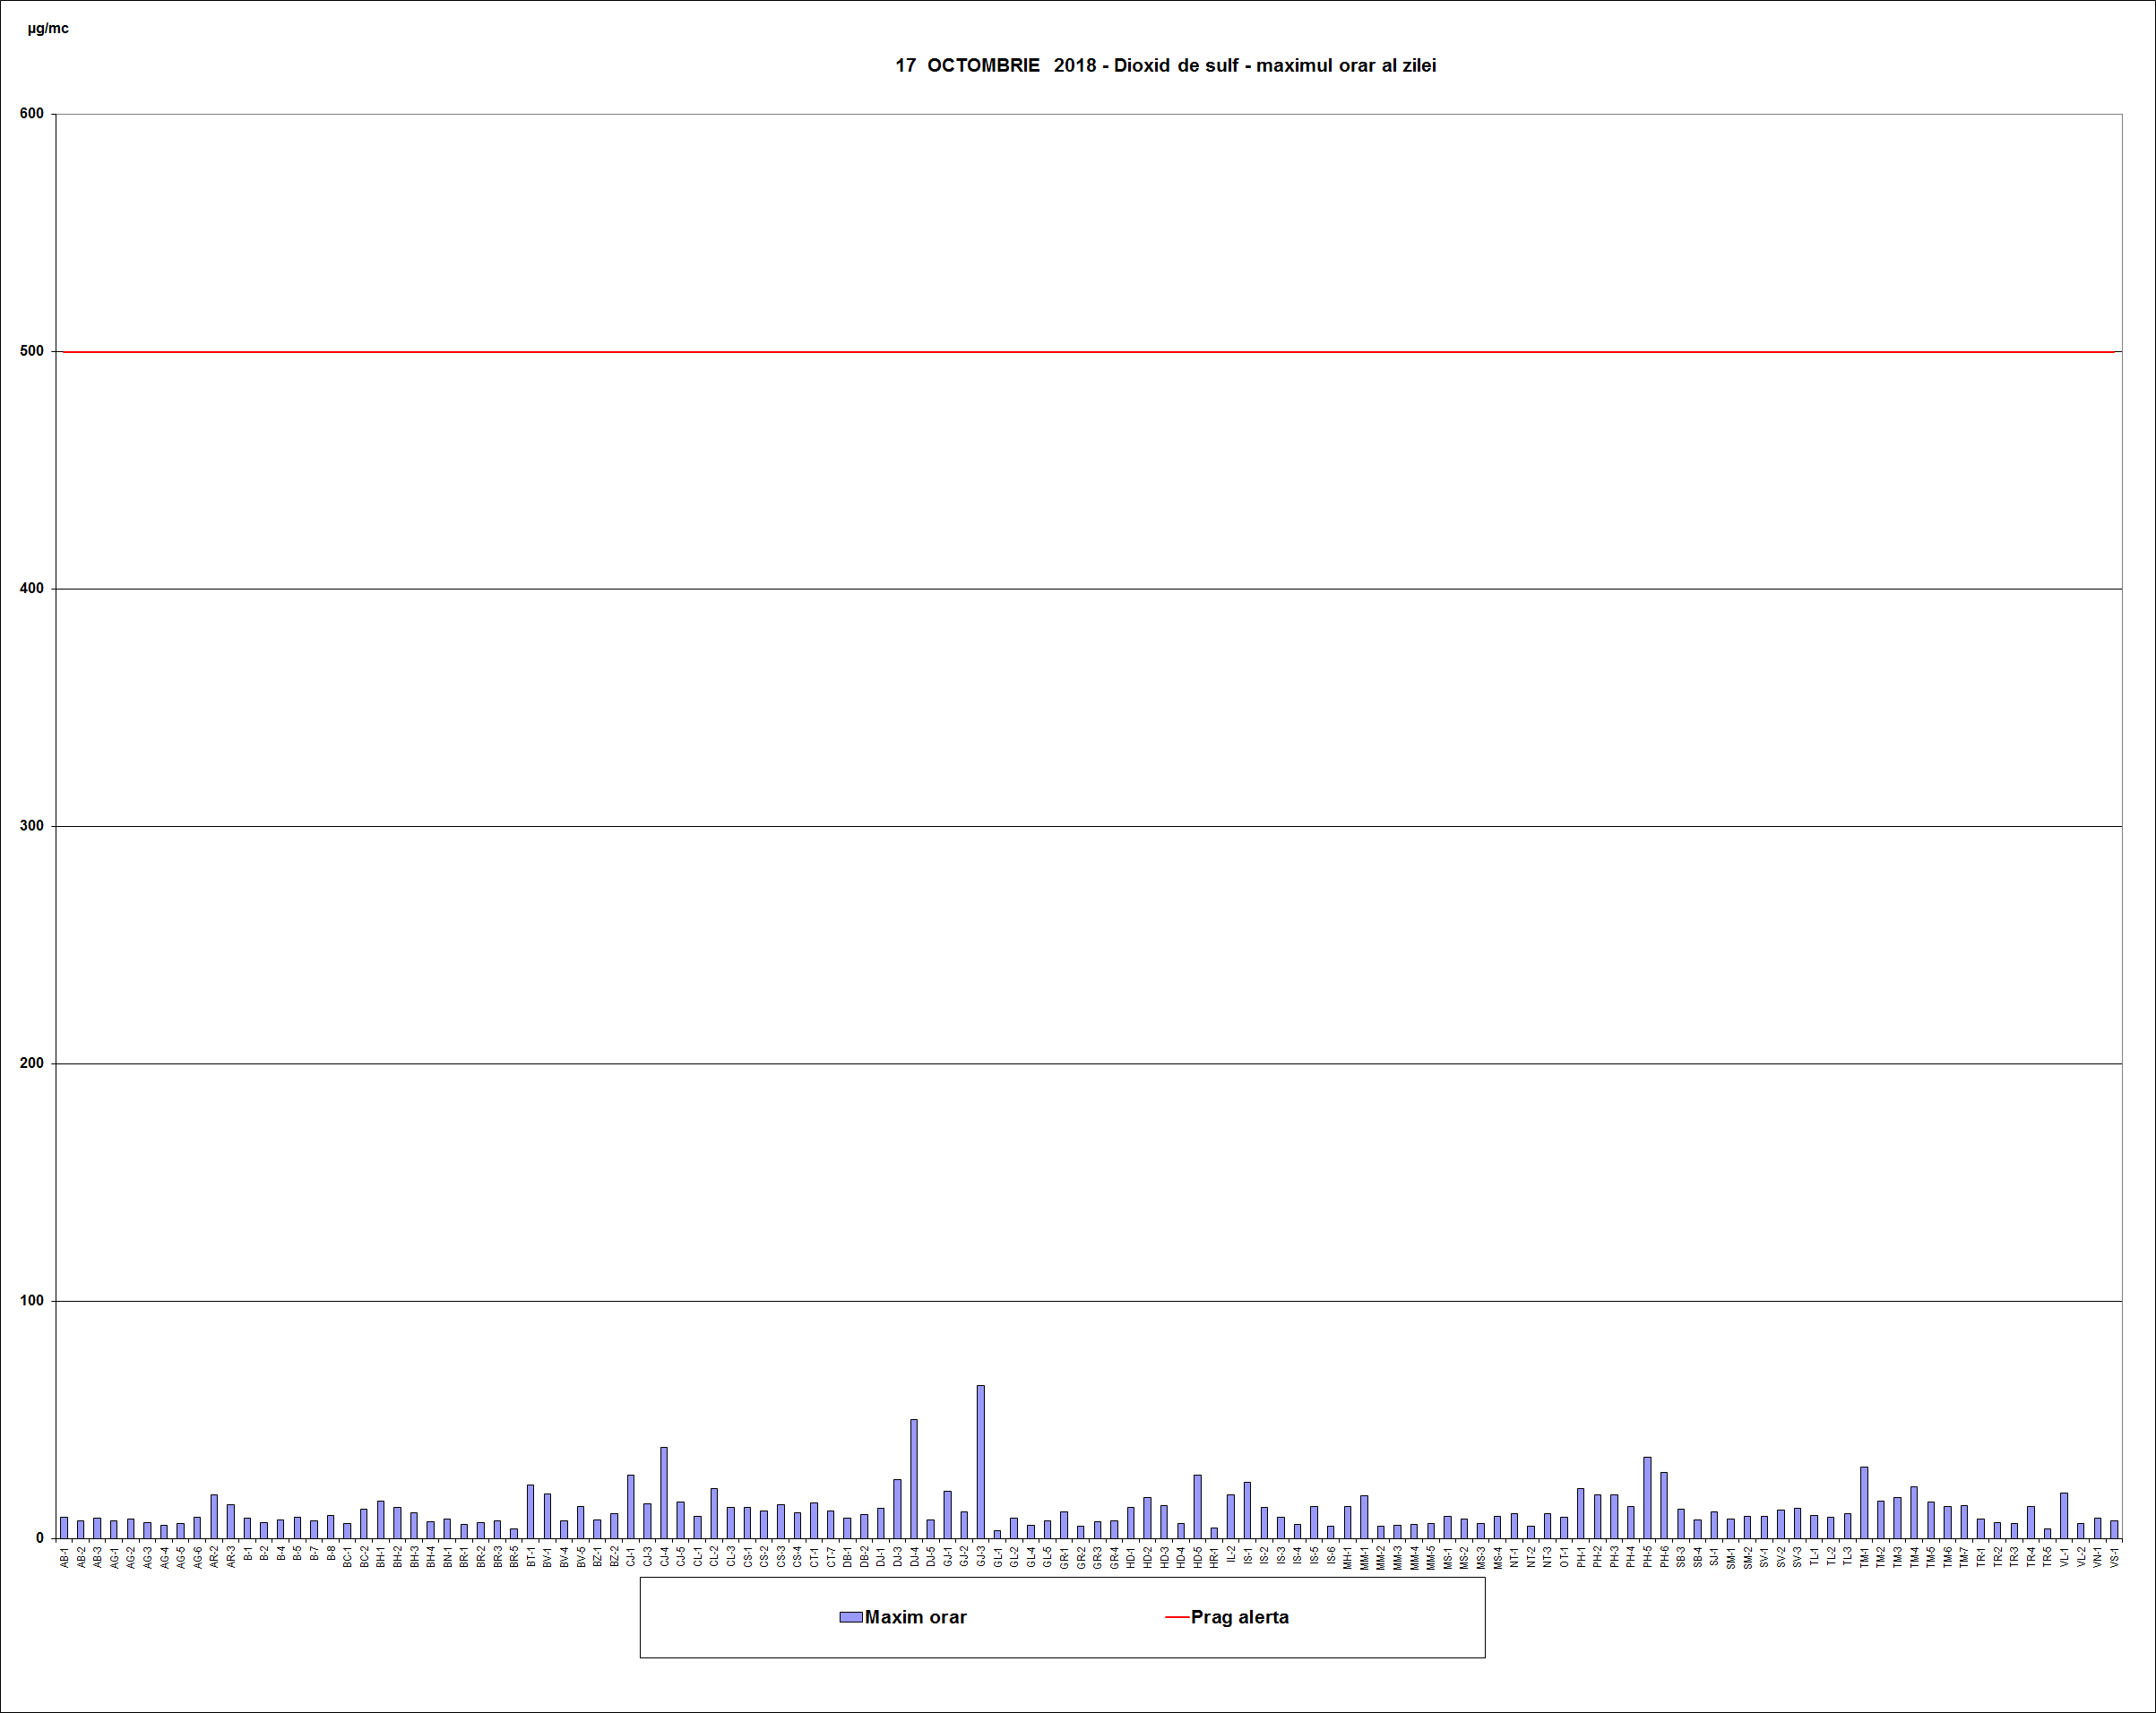 µg/mc
17 OCTOMBRIE 2018 - Dioxid de sulf - maximul orar al zilei
600
500
400
300
200
100
0
AB-1 AB-2 AB-3 AG-1 AG-2 AG-3 AG-4 AG-5 AG-6 AR-2 AR-3 B-1 B-2 B-4 B-5 B-7 B-8 BC-1 BC-2 BH-1 BH-2 BH-3 BH-4 BN-1 BR-1 BR-2 BR-3 BR-5 BT-1 BV-1 BV-4 BV-5 BZ-1 BZ-2 CJ-1 CJ-3 CJ-4 CJ-5 CL-1 CL-2 CL-3 CS-1 CS-2 CS-3 CS-4 CT-1 CT-7 DB-1 DB-2 DJ-1 DJ-3 DJ-4 DJ-5 GJ-1 GJ-2 GJ-3 GL-1 GL-2 GL-4 GL-5 GR-1 GR-2 GR-3 GR-4 HD-1 HD-2 HD-3 HD-4 HD-5 HR-1 IL-2 IS-1 IS-2 IS-3 IS-4 IS-5 IS-6 MH-1 MM-1 MM-2 MM-3 MM-4 MM-5 MS-1 MS-2 MS-3 MS-4 NT-1 NT-2 NT-3 OT-1 PH-1 PH-2 PH-3 PH-4 PH-5 PH-6 SB-3 SB-4 SJ-1 SM-1 SM-2 SV-1 SV-2 SV-3 TL-1 TL-2 TL-3 TM-1 TM-2 TM-3 TM-4 TM-5 TM-6 TM-7 TR-1 TR-2 TR-3 TR-4 TR-5 VL-1 VL-2 VN-1 VS-1
Maxim orar Prag alerta